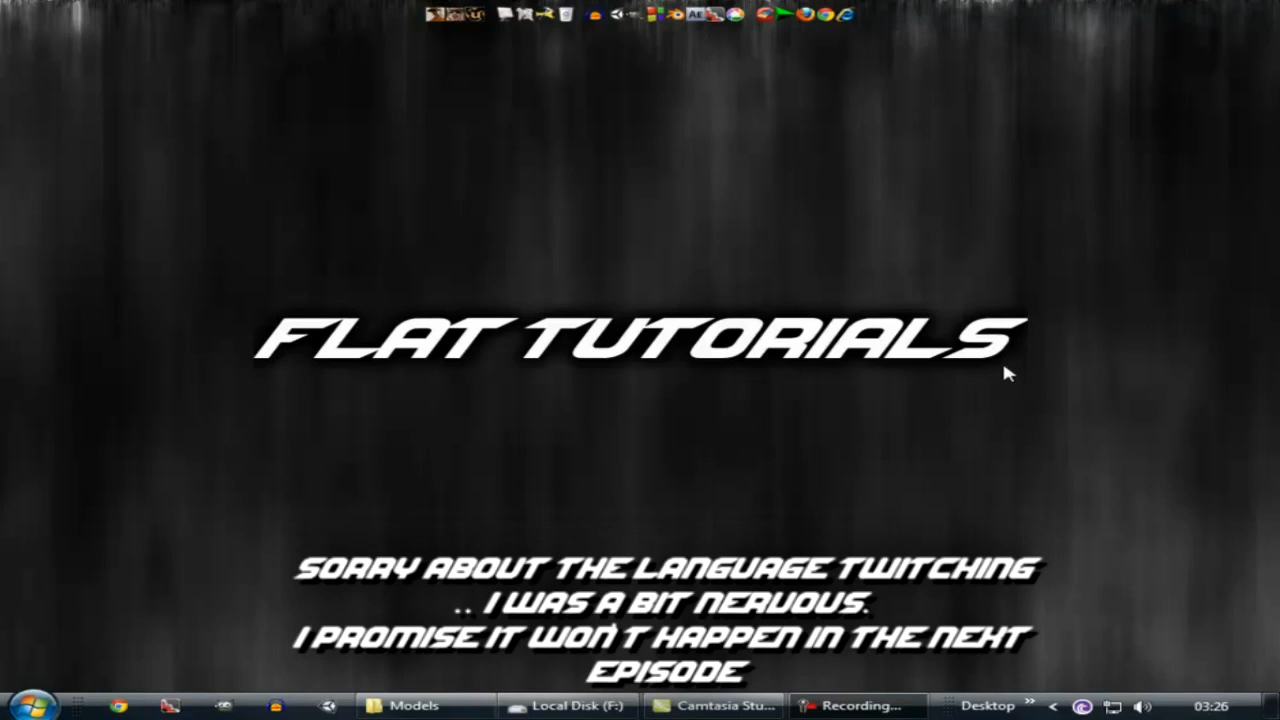 FLAT TUTORIALS
SORRY ABOUT THE LANGUAGE TWITCHING
.. I WAS A BIT NERVOUS.
I PROMISE IT WON'T HAPPEN IN THE NEXT
EPISODE
Models
Local Disk (F:)
Camtasia Stu...
Recording...
Desktop
03:26